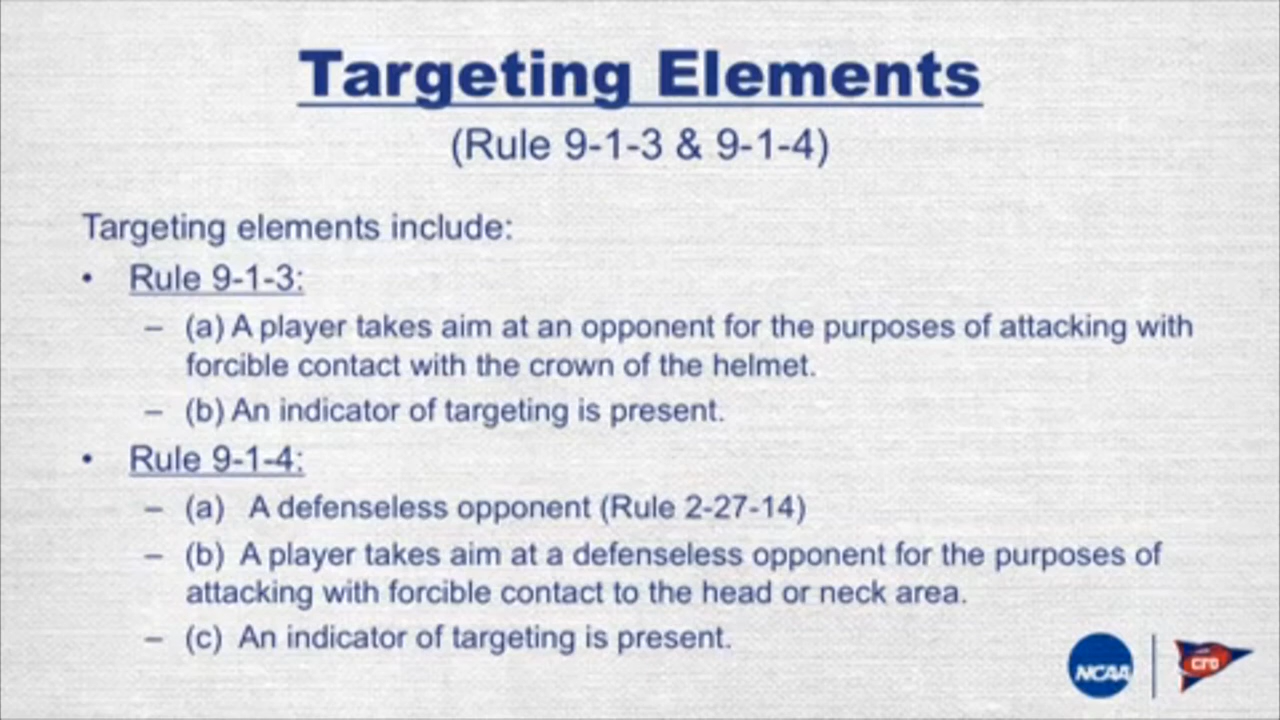 Targeting Elements
(Rule 9-1-3 & 9-1-4)
Targeting elements include:
• Rule 9-1-3:
– (a) A player takes aim at an opponent for the purposes of attacking with
forcible contact with the crown of the helmet.
– (b) An indicator of targeting is present.
• Rule 9-1-4:
– (a) A defenseless opponent (Rule 2-27-14)
– (b) A player takes aim at a defenseless opponent for the purposes of
attacking with forcible contact to the head or neck area.
– (c) An indicator of targeting is present.
NCAA
CFO